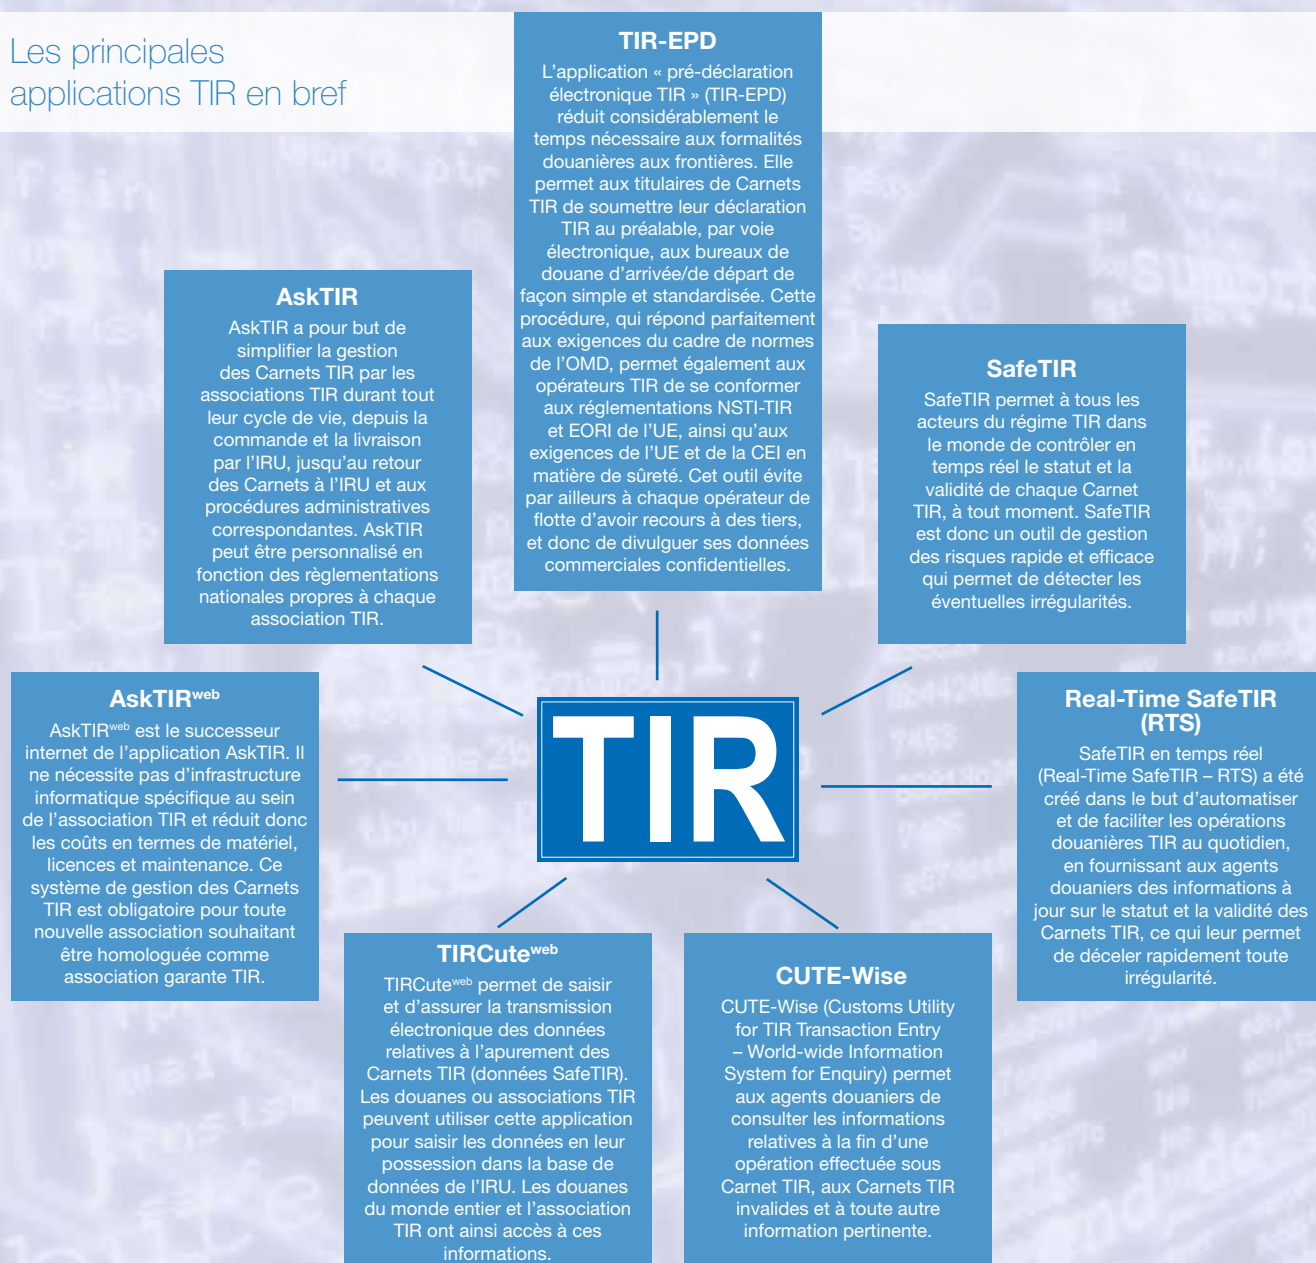 Les principales
applications TIR en bref
TIR-EPD
L’application « pré-déclaration
électronique TIR » (TIR-EPD)
réduit considérablement le
temps nécessaire aux formalités
douanières aux frontières. Elle
permet aux titulaires de Carnets
TIR de soumettre leur déclaration
TIR au préalable, par voie
électronique, aux bureaux de
douane d’arrivée/de départ de
façon simple et standardisée. Cette
procédure, qui répond parfaitement
aux exigences du cadre de normes
de l’OMD, permet également aux
opérateurs TIR de se conformer
aux réglementations NSTI-TIR
et EORI de l’UE, ainsi qu’aux
exigences de l’UE et de la CEI en
matière de sûreté. Cet outil évite
par ailleurs à chaque opérateur de
flotte d’avoir recours à des tiers,
et donc de divulguer ses données
commerciales confidentielles.
AskTIR
AskTIR a pour but de
simplifier la gestion
des Carnets TIR par les
associations TIR durant tout
leur cycle de vie, depuis la
commande et la livraison
par l’IRU, jusqu’au retour
des Carnets à l’IRU et aux
procédures administratives
correspondantes. AskTIR
peut être personnalisé en
fonction des règlementations
nationales propres à chaque
association TIR.
SafeTIR
SafeTIR permet à tous les
acteurs du régime TIR dans
le monde de contrôler en
temps réel le statut et la
validité de chaque Carnet
TIR, à tout moment. SafeTIR
est donc un outil de gestion
des risques rapide et efficace
qui permet de détecter les
éventuelles irrégularités.
AskTIRweb
AskTIRweb est le successeur
internet de l’application AskTIR. Il
ne nécessite pas d’infrastructure
informatique spécifique au sein
de l’association TIR et réduit donc
les coûts en termes de matériel,
licences et maintenance. Ce
système de gestion des Carnets
TIR est obligatoire pour toute
nouvelle association souhaitant
être homologuée comme
association garante TIR.
TIR
Real-Time SafeTIR
(RTS)
SafeTIR en temps réel
(Real-Time SafeTIR – RTS) a été
créé dans le but d’automatiser
et de faciliter les opérations
douanières TIR au quotidien,
en fournissant aux agents
douaniers des informations à
jour sur le statut et la validité des
Carnets TIR, ce qui leur permet
de déceler rapidement toute
irrégularité.
TIRCuteweb
TIRCuteweb permet de saisir
et d’assurer la transmission
électronique des données
relatives à l’apurement des
Carnets TIR (données SafeTIR).
Les douanes ou associations TIR
peuvent utiliser cette application
pour saisir les données en leur
possession dans la base de
données de l’IRU. Les douanes
du monde entier et l’association
TIR ont ainsi accès à ces
informations.
CUTE-Wise
CUTE-Wise (Customs Utility
for TIR Transaction Entry
– World-wide Information
System for Enquiry) permet
aux agents douaniers de
consulter les informations
relatives à la fin d’une
opération effectuée sous
Carnet TIR, aux Carnets TIR
invalides et à toute autre
information pertinente.